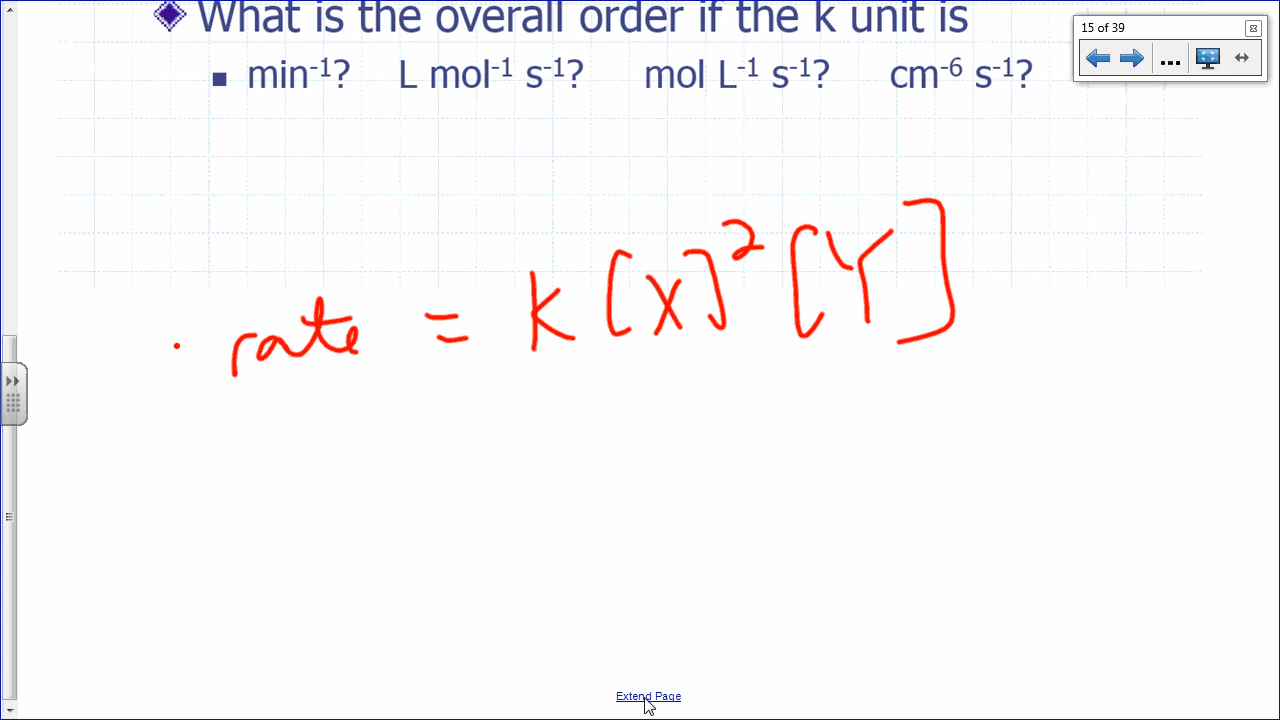 What is the overall order if the k unit is
min⁻¹? L mol⁻¹ s⁻¹? mol L⁻¹ s⁻¹? cm⁻⁶ s⁻¹?
15 of 39
...
rate = k[X]²[Y]
Extend Page